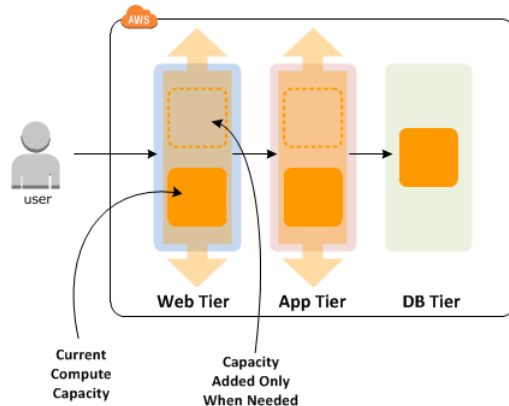 AWS
user
Web Tier
App Tier
DB Tier
Current
Compute
Capacity
Capacity
Added Only
When Needed